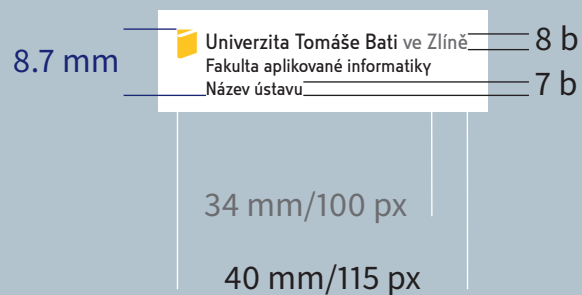 Univerzita Tomáše Bati ve Zlíně
8 b
8.7 mm
Fakulta aplikované informatiky
Název ústavu
7 b
34 mm/100 px
40 mm/115 px